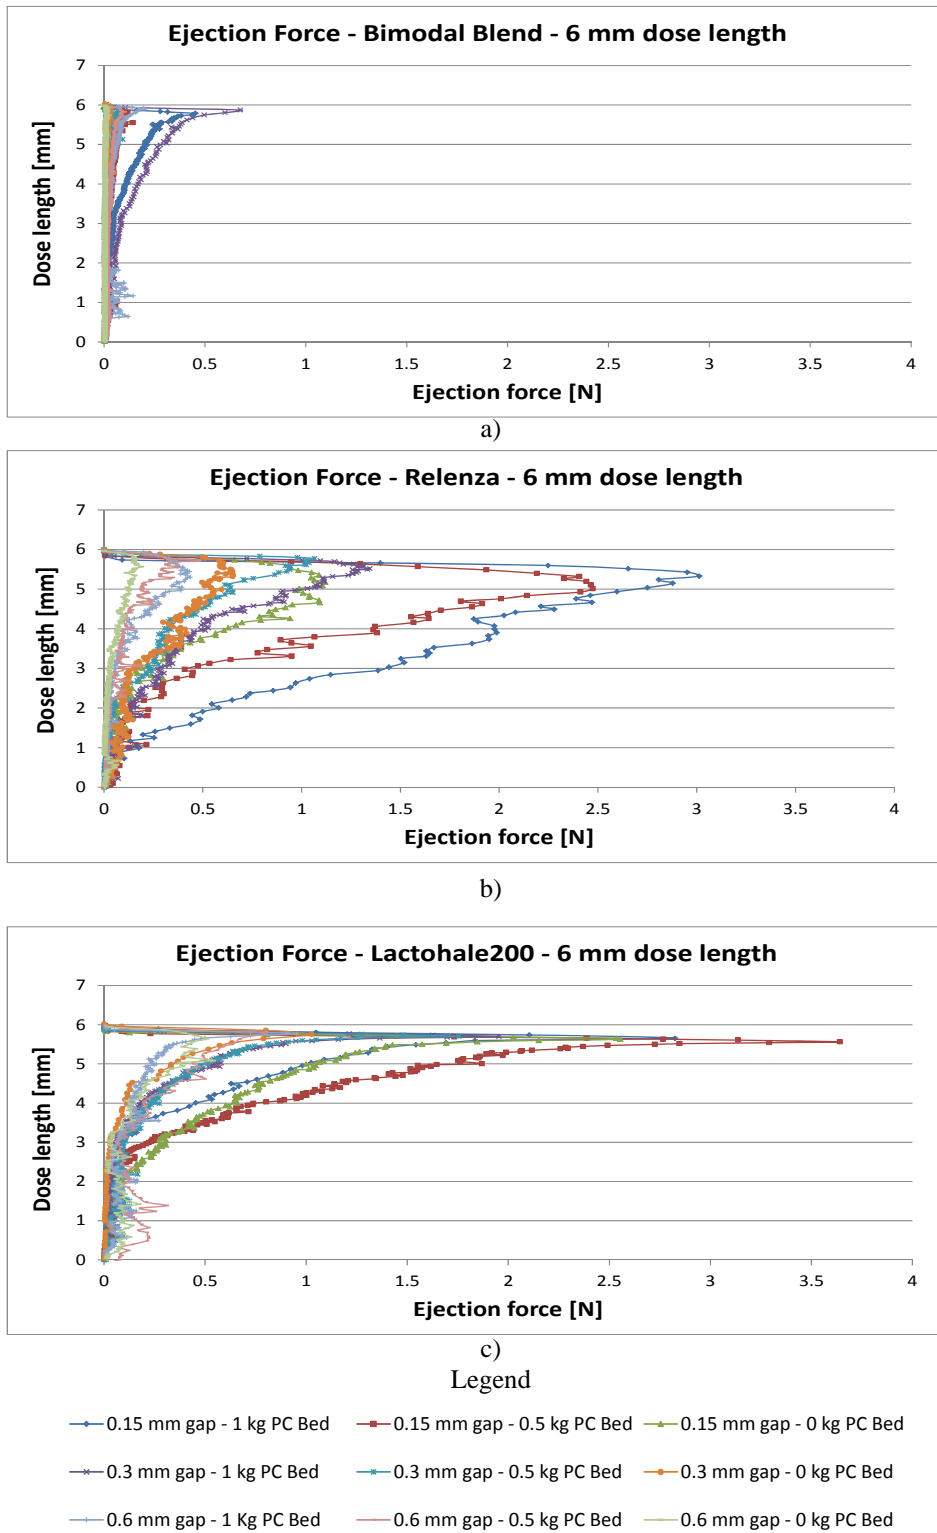 Ejection Force - Bimodal Blend - 6 mm dose length
7
6
5
4
3
2
1
0
Dose length [mm]
0 0.5 1 1.5 2 2.5 3 3.5 4
Ejection force [N]
a)
Ejection Force - Relenza - 6 mm dose length
7
6
5
4
3
2
1
0
Dose length [mm]
0 0.5 1 1.5 2 2.5 3 3.5 4
Ejection force [N]
b)
Ejection Force - Lactohale200 - 6 mm dose length
7
6
5
4
3
2
1
0
Dose length [mm]
0 0.5 1 1.5 2 2.5 3 3.5 4
Ejection force [N]
c)
Legend
0.15 mm gap - 1 kg PC Bed 0.15 mm gap - 0.5 kg PC Bed 0.15 mm gap - 0 kg PC Bed
0.3 mm gap - 1 kg PC Bed 0.3 mm gap - 0.5 kg PC Bed 0.3 mm gap - 0 kg PC Bed
0.6 mm gap - 1 Kg PC Bed 0.6 mm gap - 0.5 kg PC Bed 0.6 mm gap - 0 kg PC Bed